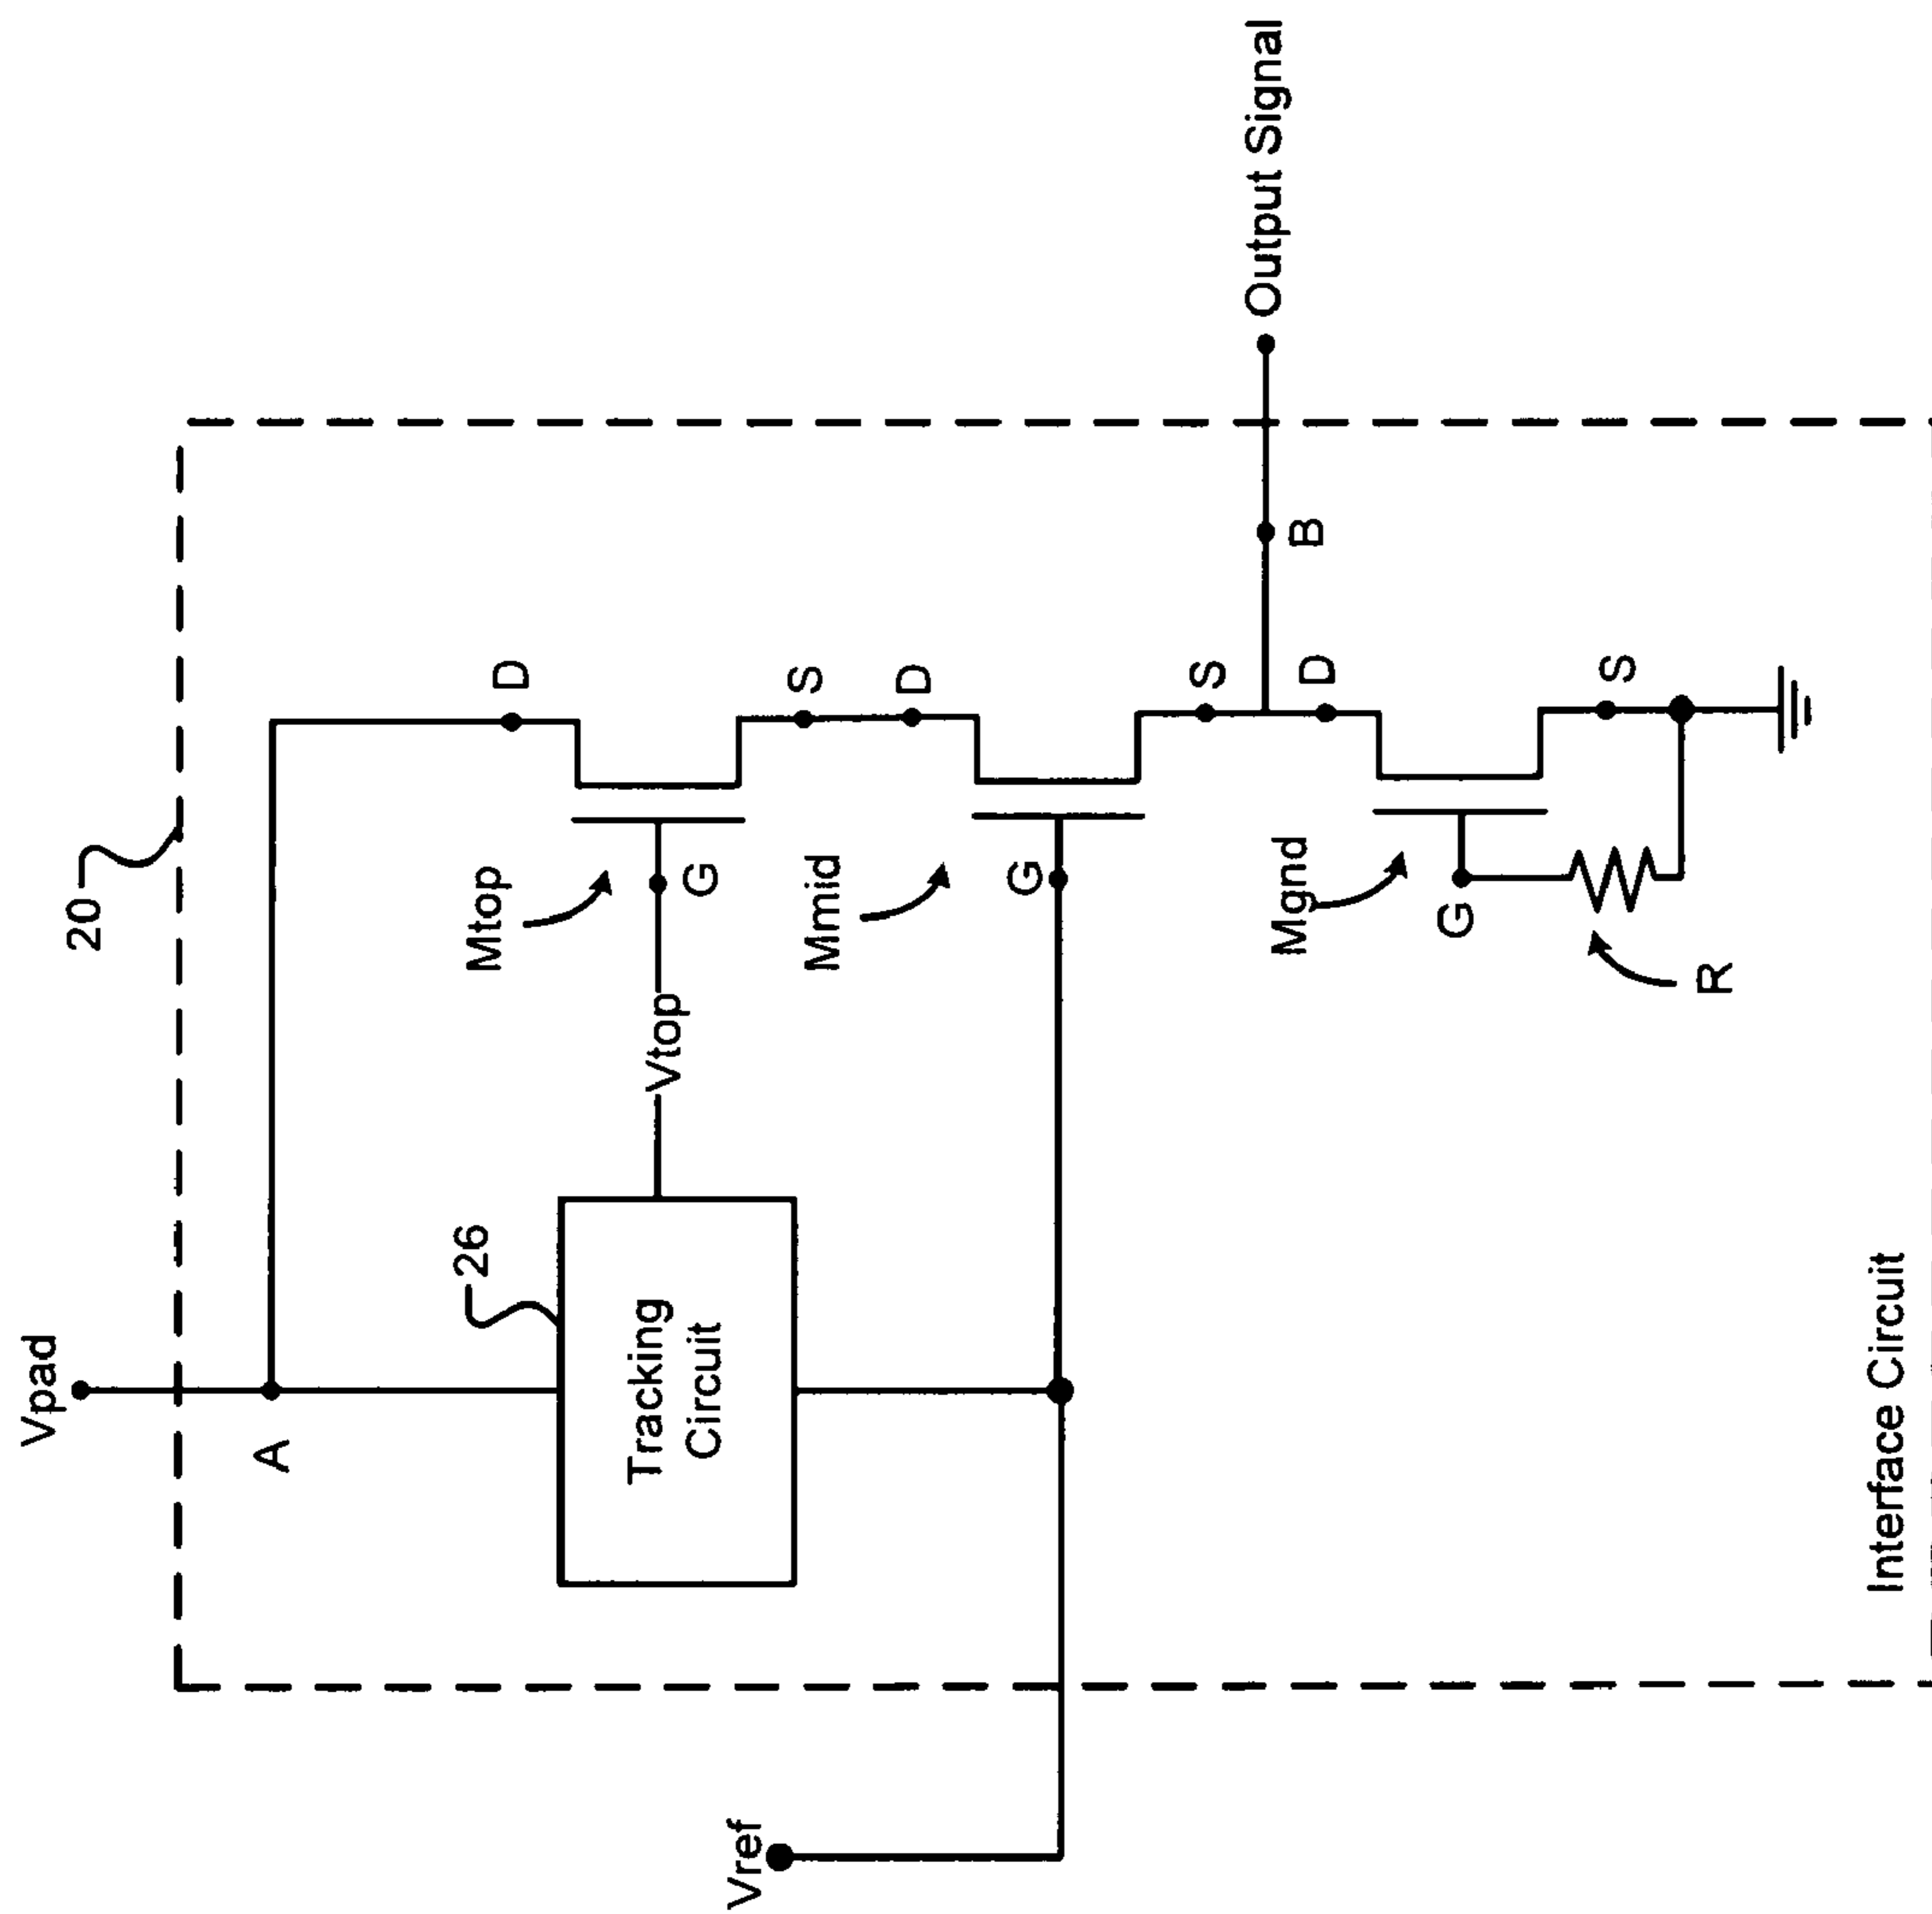 Vpad
20
A
D
26
Mtop
G
Vtop
Tracking
Circuit
S
D
Vref
Mmid
G
S
B
Output Signal
D
Mgnd
G
S
R
Interface Circuit